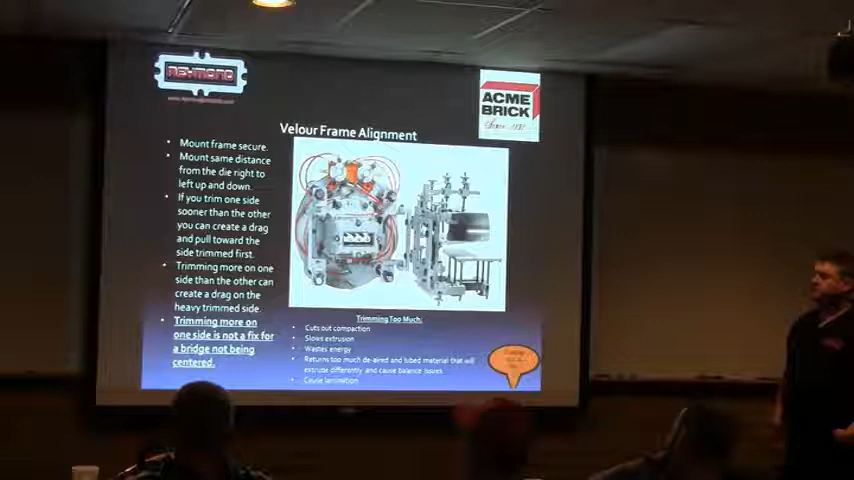 ACME
BRICK
Velour Frame Alignment
• Mount frame secure.
• Mount same distance
from the die right to
left up and down.
• If you trim one side
sooner than the other
you can create a drag
and pull toward the
side trimmed first.
• Trimming more on one
side than the other can
create a drag on the
heavy trimmed side.
• Trimming more on
one side is not a fix for
a bridge not being
centered.
Trimming Too Much:
• Cuts out compaction
• Slows extrusion
• Wastes energy
• Returns too much de-aired and lubed material that will
extrude differently and cause balance issues.
• Cause lamination